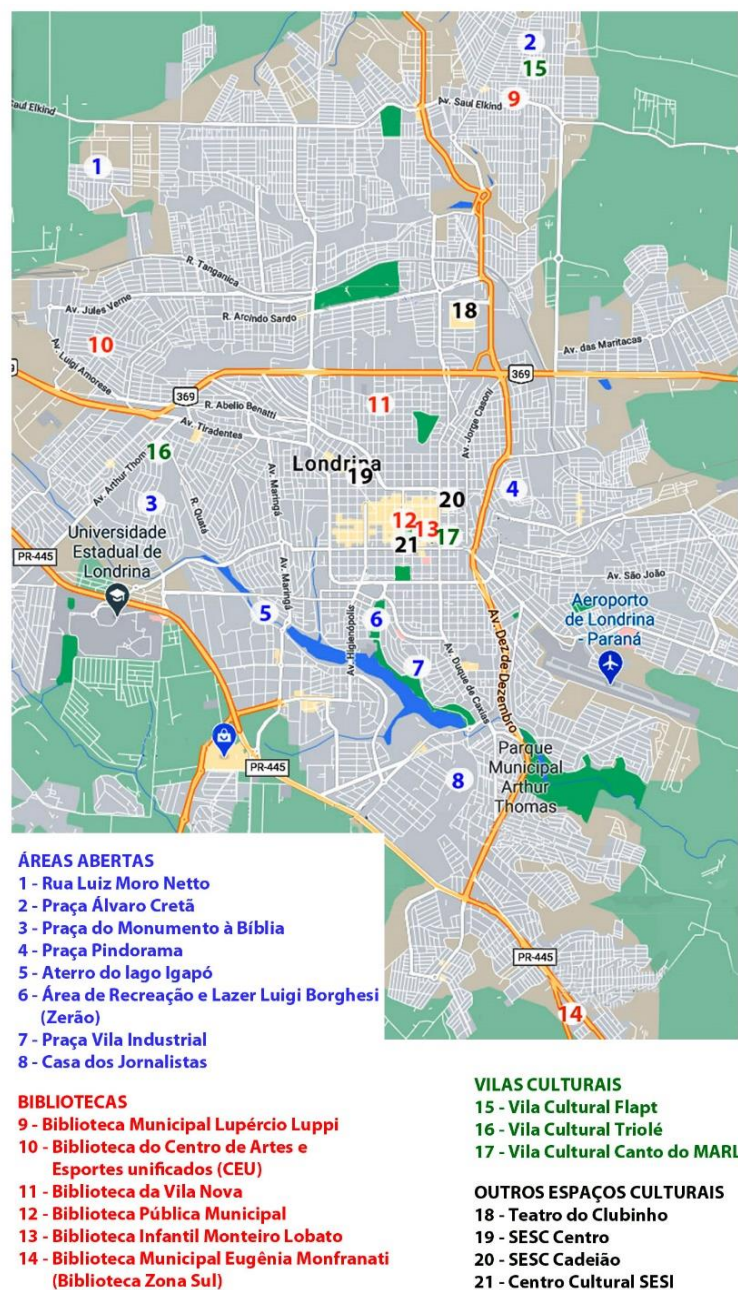 2
15
9
Av. Saul Elkind
Saul Elkind
1
R. Tanganica
Av. Jules Verne
R. Arcindo Sardo
18
10
Av. das Maritacas
Av. Luigi Amorese
369
369
R. Abelio Benatti
11
Av. Tiradentes
Av. Jorge Casoni
16
Londrina
Av. Arthur Thom
19
Av. Maringá
3
R. Quatá
20
4
12
13
17
21
Universidade
Estadual de
Londrina
PR-445
Av. Maringá
Av. São João
5
6
Av. Higienópolis
Aeroporto
de Londrina
- Paraná
7
Av. Duque de Caxias
Av. Dez de Dezembro
PR-445
8
Parque
Municipal
Arthur
Thomas
PR-445
14
ÁREAS ABERTAS
1 - Rua Luiz Moro Netto
2 - Praça Álvaro Cretã
3 - Praça do Monumento à Bíblia
4 - Praça Pindorama
5 - Aterro do lago Igapó
6 - Área de Recreação e Lazer Luigi Borghesi
(Zerão)
7 - Praça Vila Industrial
8 - Casa dos Jornalistas
BIBLIOTECAS
9 - Biblioteca Municipal Lupércio Luppi
10 - Biblioteca do Centro de Artes e
Esportes unificados (CEU)
11 - Biblioteca da Vila Nova
12 - Biblioteca Pública Municipal
13 - Biblioteca Infantil Monteiro Lobato
14 - Biblioteca Municipal Eugênia Monfranati
(Biblioteca Zona Sul)
VILAS CULTURAIS
15 - Vila Cultural Flapt
16 - Vila Cultural Triolé
17 - Vila Cultural Canto do MARL
OUTROS ESPAÇOS CULTURAIS
18 - Teatro do Clubinho
19 - SESC Centro
20 - SESC Cadeião
21 - Centro Cultural SESI